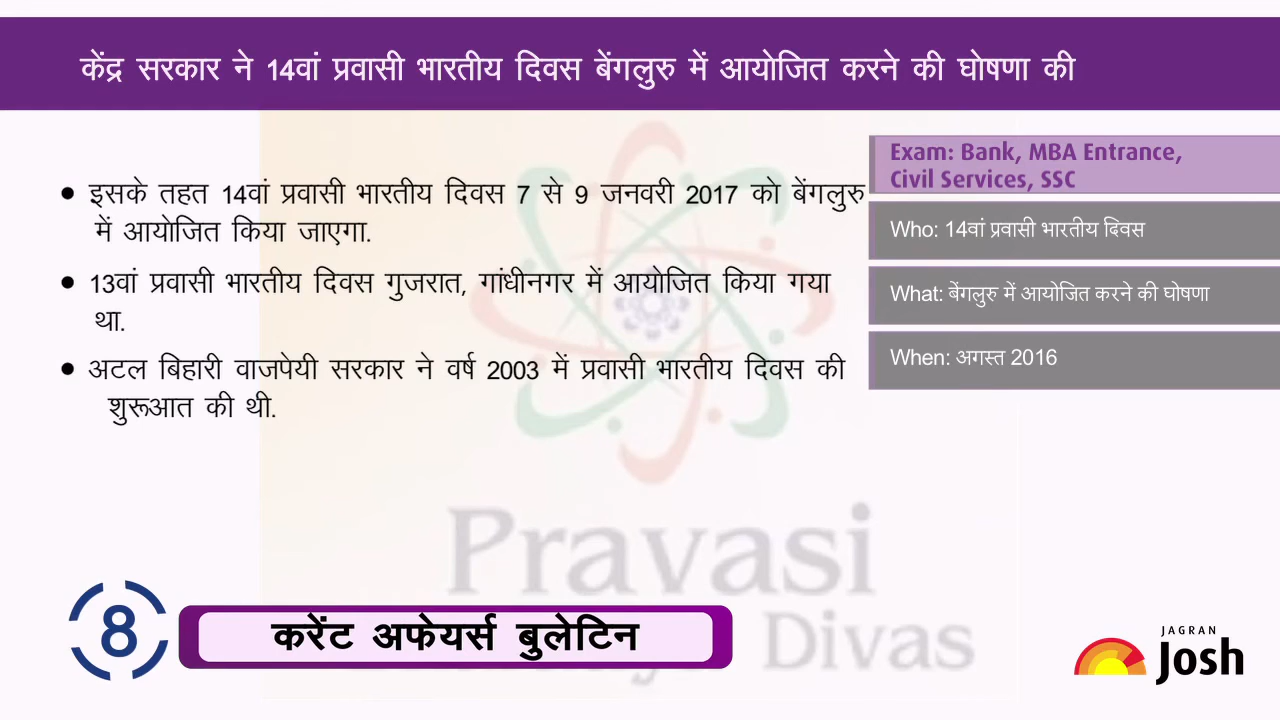 केंद्र सरकार ने 14वां प्रवासी भारतीय दिवस बेंगलुरु में आयोजित करने की घोषणा की
• इसके तहत 14वां प्रवासी भारतीय दिवस 7 से 9 जनवरी 2017 को बेंगलुरु
में आयोजित किया जाएगा.
• 13वां प्रवासी भारतीय दिवस गुजरात, गांधीनगर में आयोजित किया गया
था.
• अटल बिहारी वाजपेयी सरकार ने वर्ष 2003 में प्रवासी भारतीय दिवस की
शुरूआत की थी.
Exam: Bank, MBA Entrance,
Civil Services, SSC
Who: 14वां प्रवासी भारतीय दिवस
What: बेंगलुरु में आयोजित करने की घोषणा
When: अगस्त 2016
Pravasi
Divas
8
करेंट अफेयर्स बुलेटिन
JAGRAN
Josh